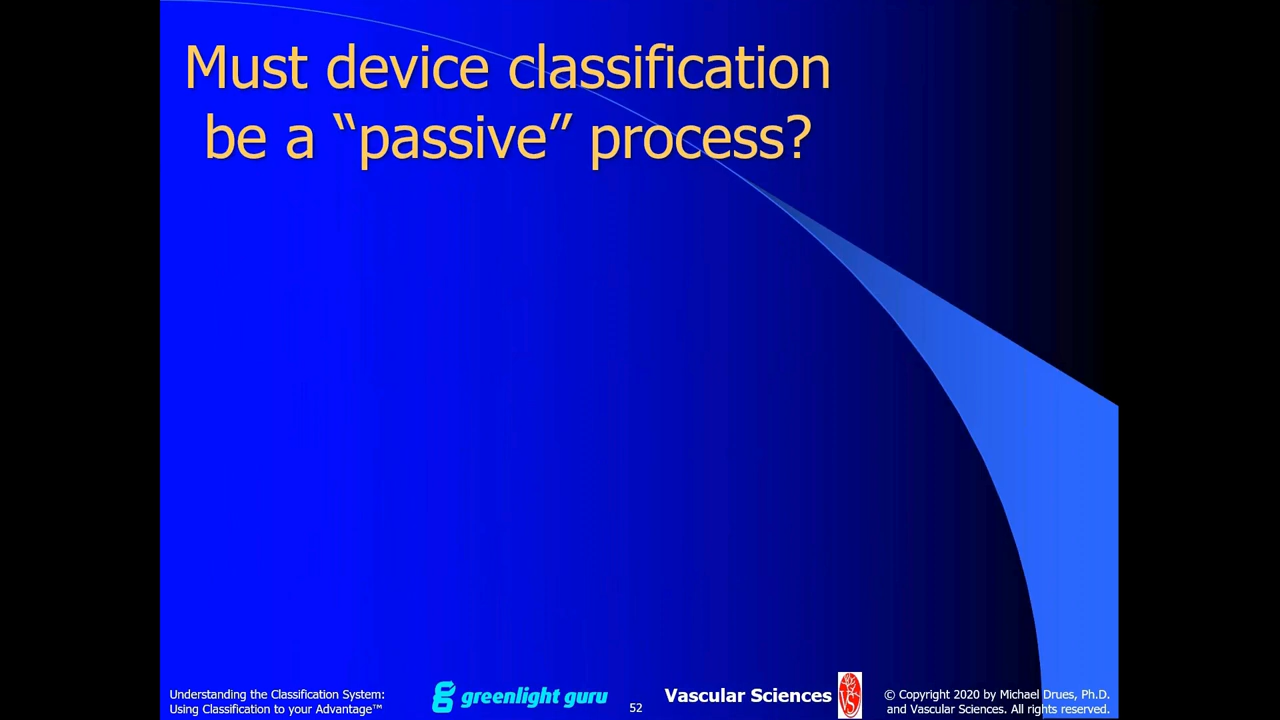 Must device classification
be a “passive” process?
Understanding the Classification System:
Using Classification to your Advantage™
greenlight guru
52
Vascular Sciences
VS
© Copyright 2020 by Michael Drues, Ph.D.
and Vascular Sciences. All rights reserved.